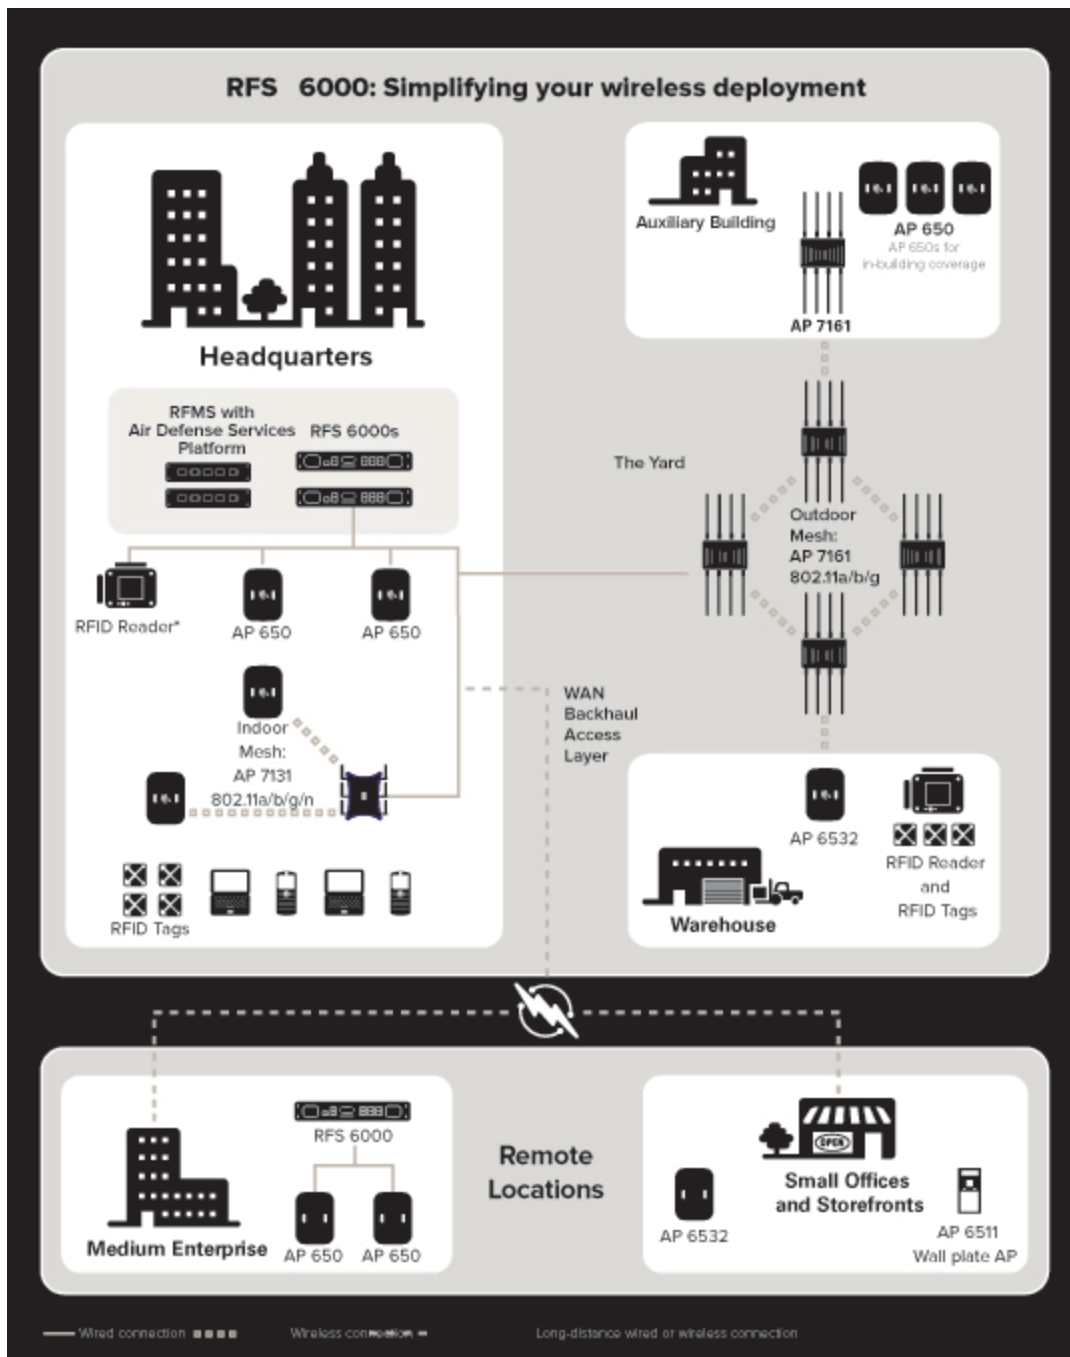 RFS 6000: Simplifying your wireless deployment
Headquarters
RFMS with
Air Defense Services
Platform
RFS 6000s
RFID Reader*
AP 650
AP 650
Indoor
Mesh:
AP 7131
802.11a/b/g/n
RFID Tags
Auxiliary Building
AP 650
AP 650s for
in-building coverage
AP 7161
The Yard
Outdoor
Mesh:
AP 7161
802.11a/b/g
WAN
Backhaul
Access
Layer
AP 6532
RFID Reader
and
RFID Tags
Warehouse
RFS 6000
AP 650
AP 650
Medium Enterprise
Remote
Locations
OPEN
Small Offices
and Storefronts
AP 6532
AP 6511
Wall plate AP
Wired connection
Wireless connection
Long-distance wired or wireless connection